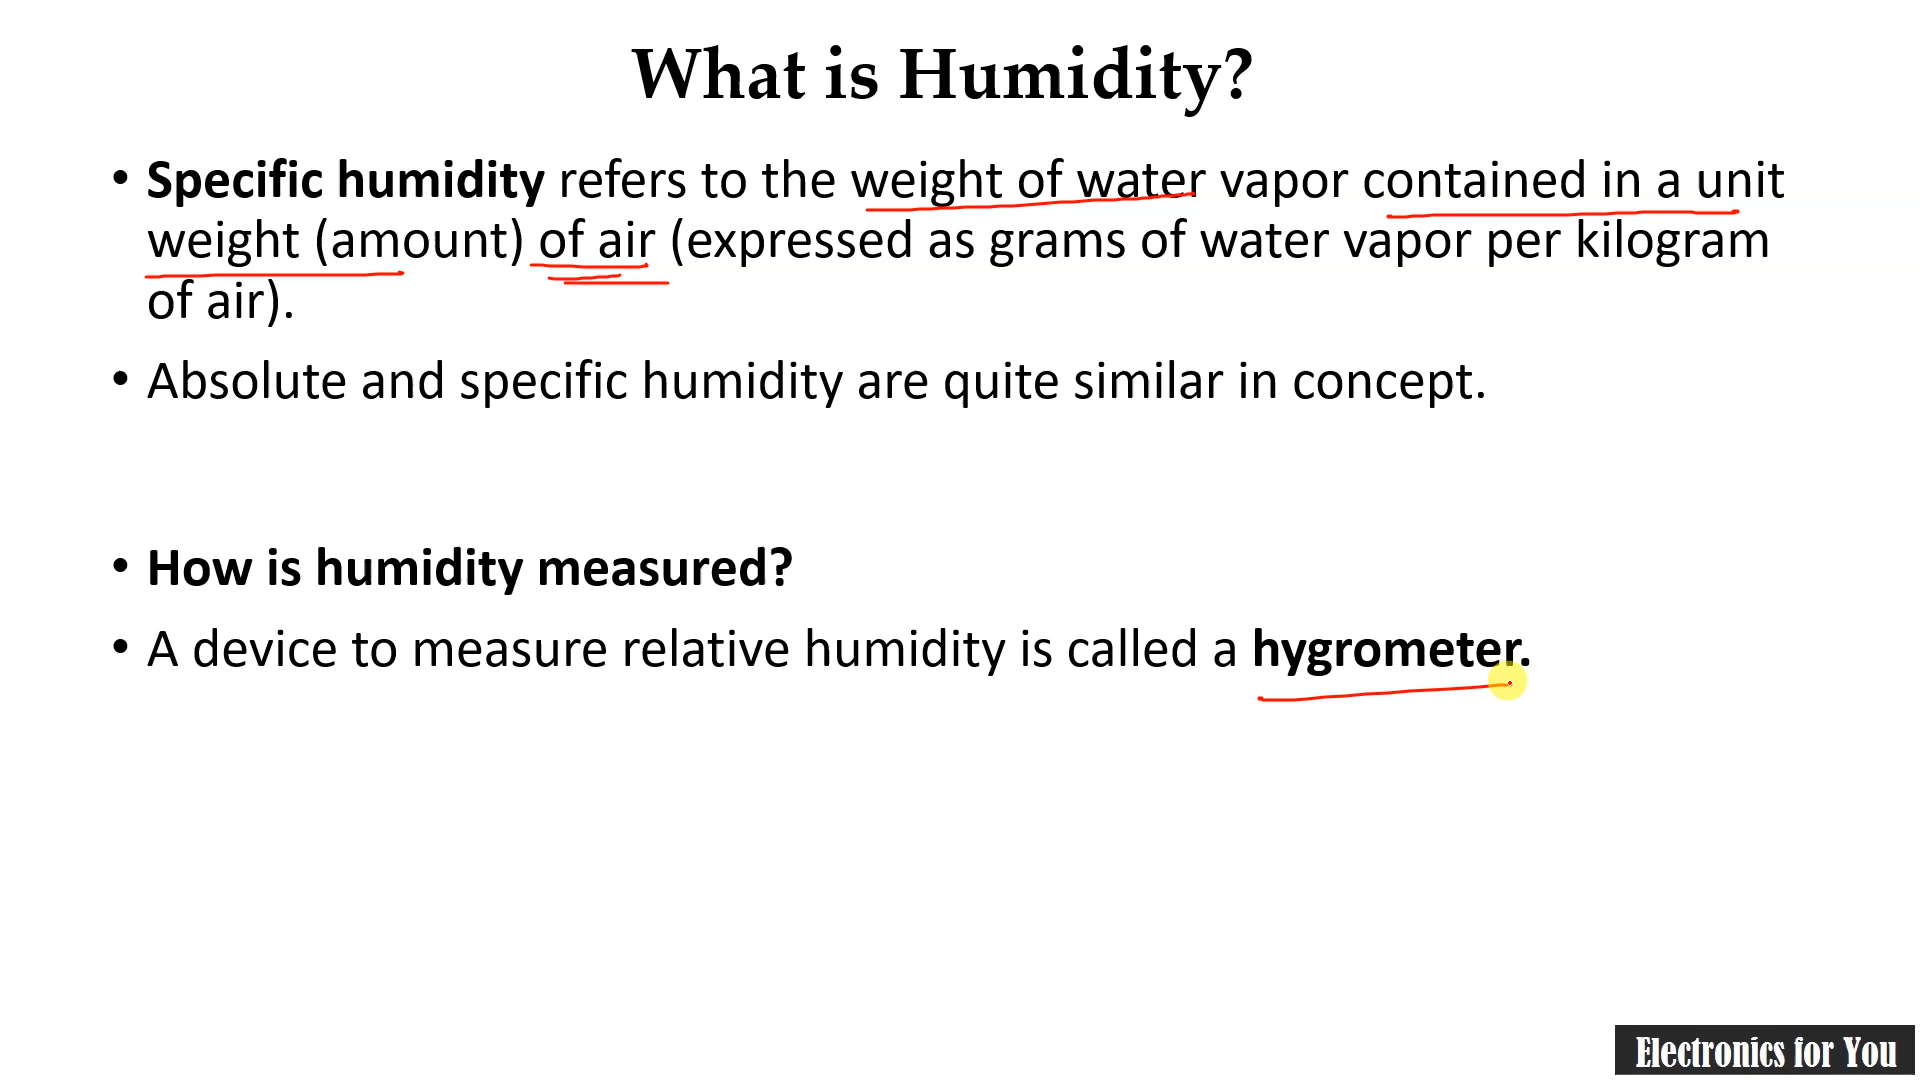 What is Humidity?
• Specific humidity refers to the weight of water vapor contained in a unit
weight (amount) of air (expressed as grams of water vapor per kilogram
of air).
• Absolute and specific humidity are quite similar in concept.
• How is humidity measured?
• A device to measure relative humidity is called a hygrometer.
Electronics for You